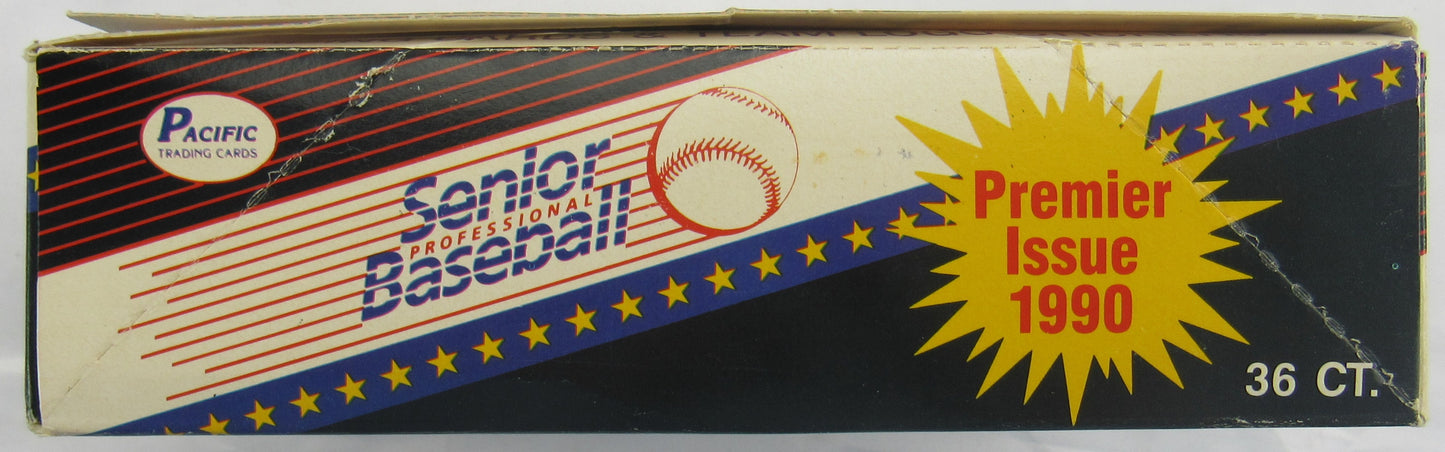 PACIFIC
TRADING CARDS
Senior
PROFESSIONAL
Baseball
Premier
Issue
1990
36 CT.